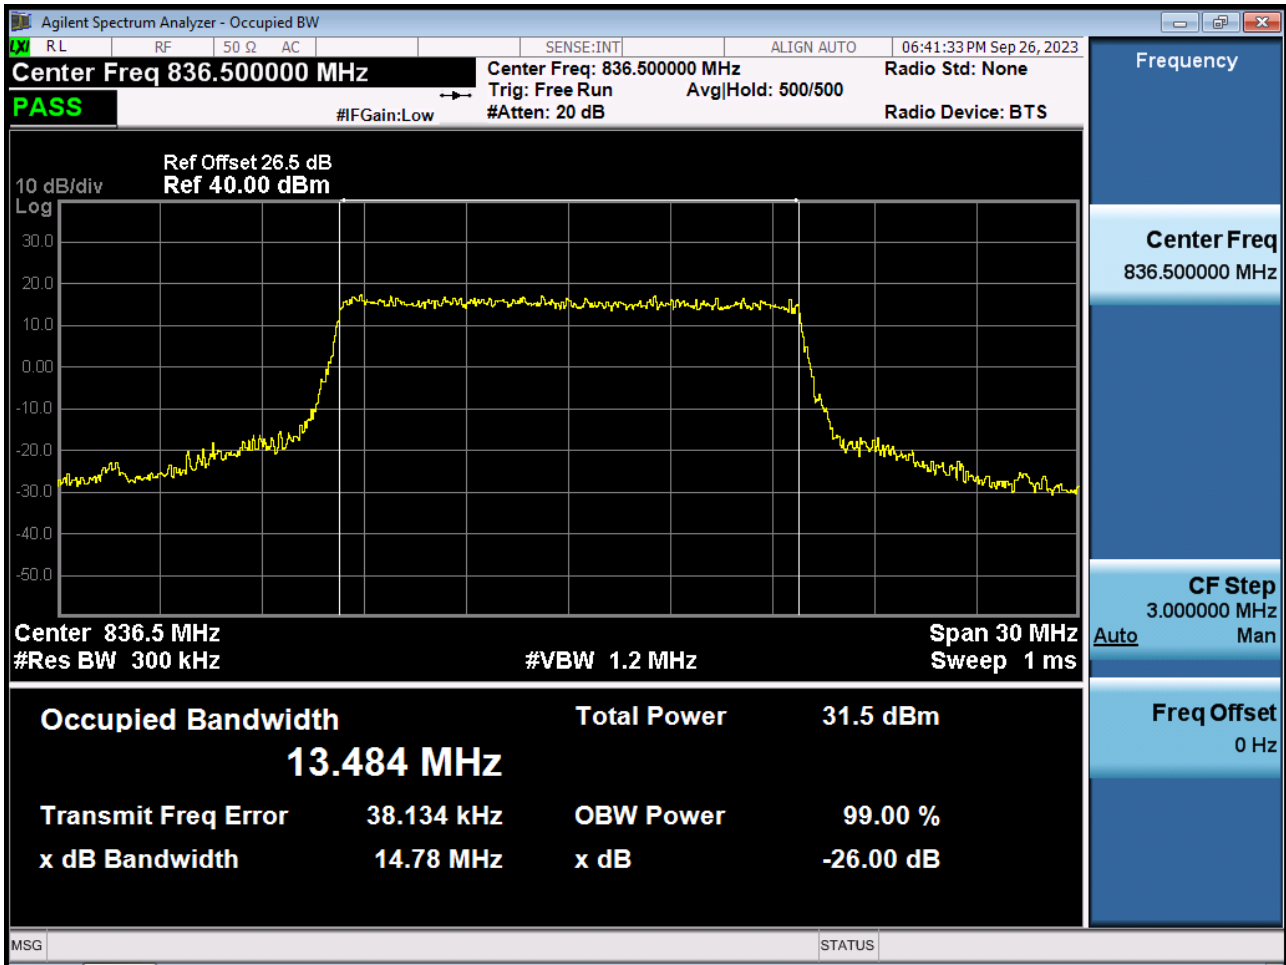 Agilent Spectrum Analyzer - Occupied BW
LXI RL RF 50 Ω AC SENSE:INT ALIGN AUTO 06:41:33 PM Sep 26, 2023
Center Freq 836.500000 MHz
PASS
#IFGain:Low
Center Freq: 836.500000 MHz
Trig: Free Run Avg|Hold: 500/500
#Atten: 20 dB
Radio Std: None
Radio Device: BTS
Ref Offset 26.5 dB
10 dB/div Ref 40.00 dBm
Log
30.0
20.0
10.0
0.00
-10.0
-20.0
-30.0
-40.0
-50.0
Center 836.5 MHz Span 30 MHz
#Res BW 300 kHz #VBW 1.2 MHz Sweep 1 ms
Occupied Bandwidth Total Power 31.5 dBm
13.484 MHz
Transmit Freq Error 38.134 kHz OBW Power 99.00 %
x dB Bandwidth 14.78 MHz x dB -26.00 dB
MSG STATUS
Frequency
Center Freq
836.500000 MHz
CF Step
3.000000 MHz
Auto Man
Freq Offset
0 Hz